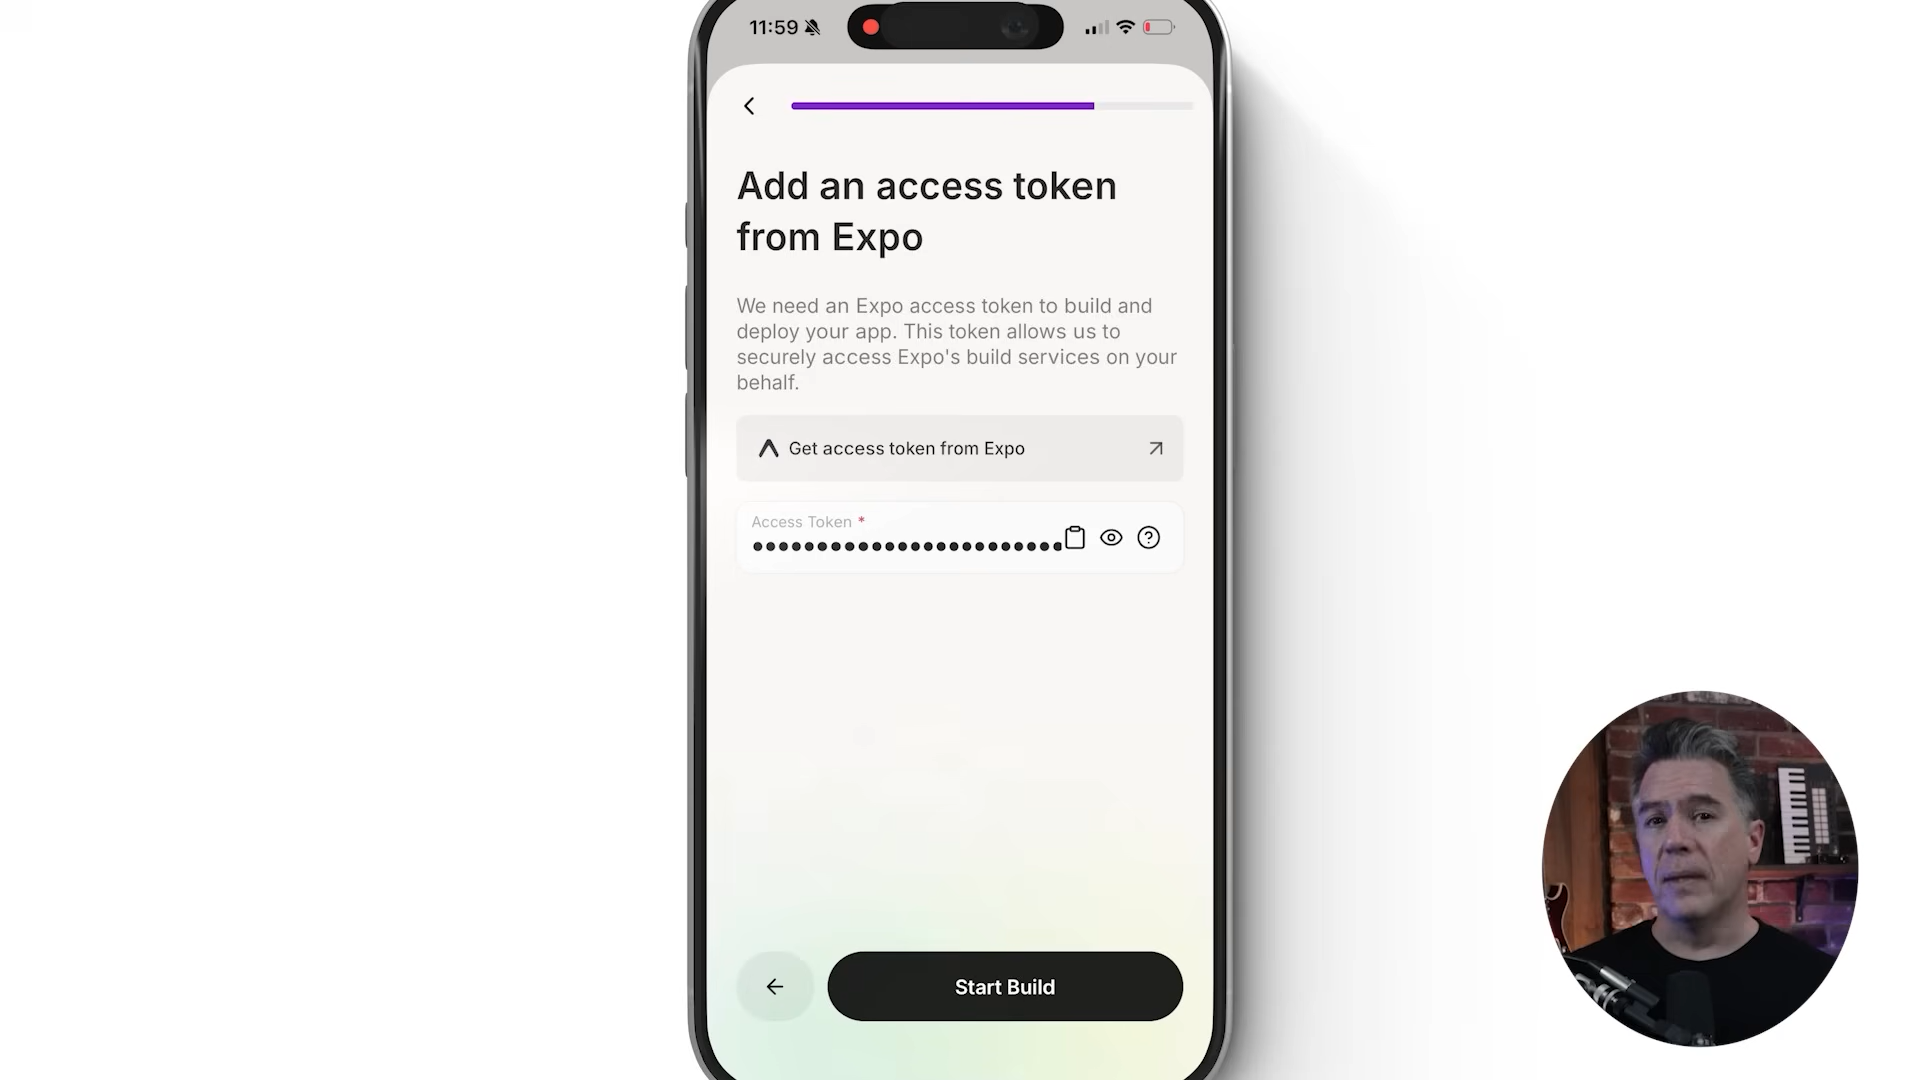 11:59
Add an access token
from Expo
We need an Expo access token to build and
deploy your app. This token allows us to
securely access Expo's build services on your
behalf.
Get access token from Expo
Access Token *
Start Build